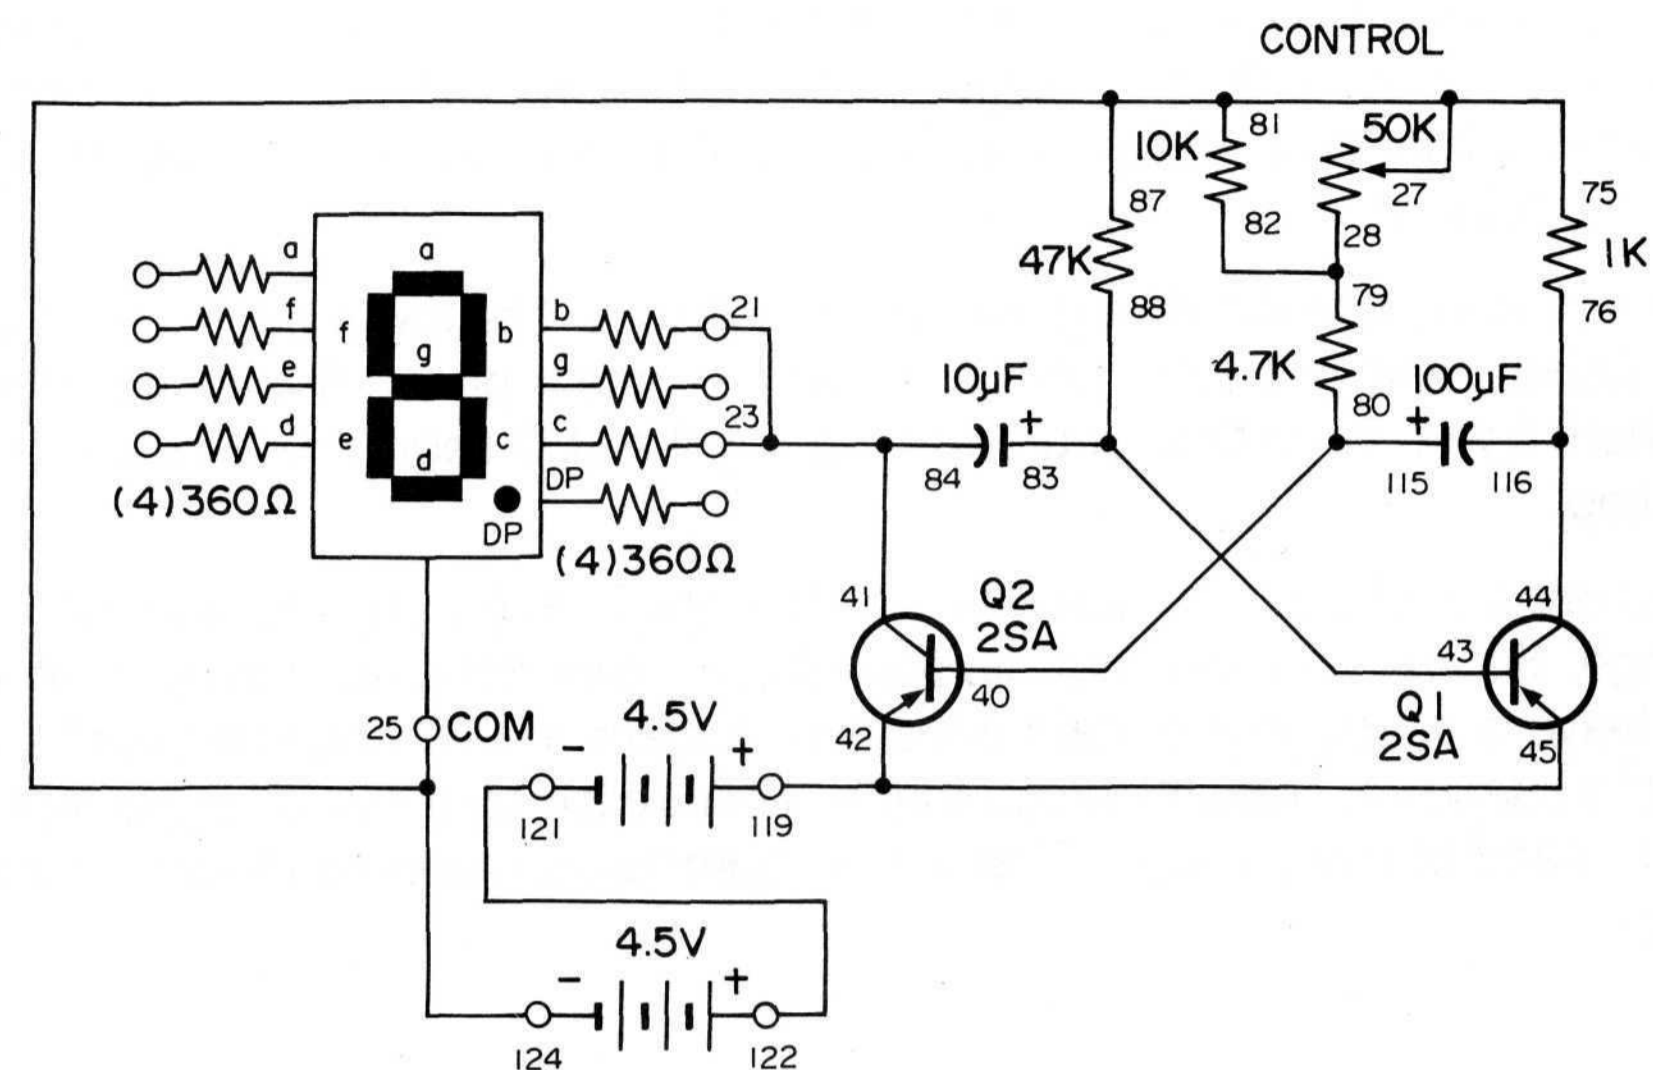 CONTROL
81
50K
10K
27
75
87
82
28
1K
47K
79
88
76
a
a
f
f
b
b
21
g
g
e
4.7K
10µF
100µF
80
23
+
+
d
e
c
c
d
84
83
115
116
(4)360Ω
DP
DP
(4)360Ω
41
Q2
2SA
44
43
40
42
Q1
2SA
45
25
COM
4.5V
-
+
121
119
4.5V
-
+
124
122